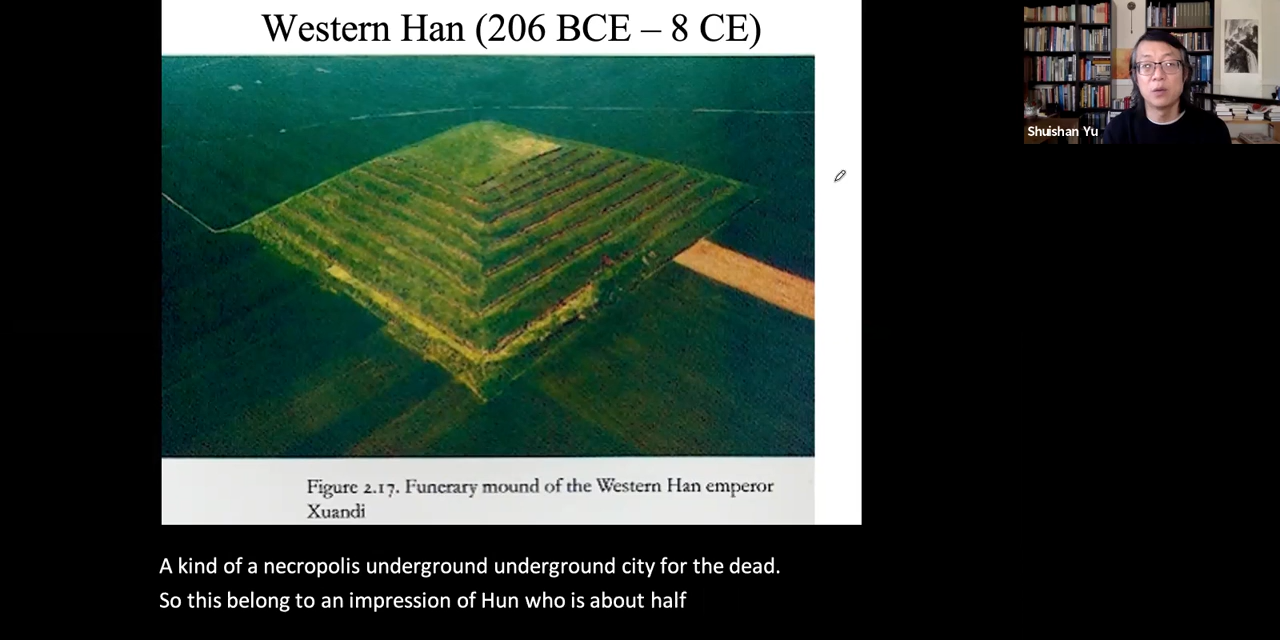 Western Han (206 BCE – 8 CE)
Shuishan Yu
Figure 2.17. Funerary mound of the Western Han emperor
Xuandi
A kind of a necropolis underground underground city for the dead.
So this belong to an impression of Hun who is about half